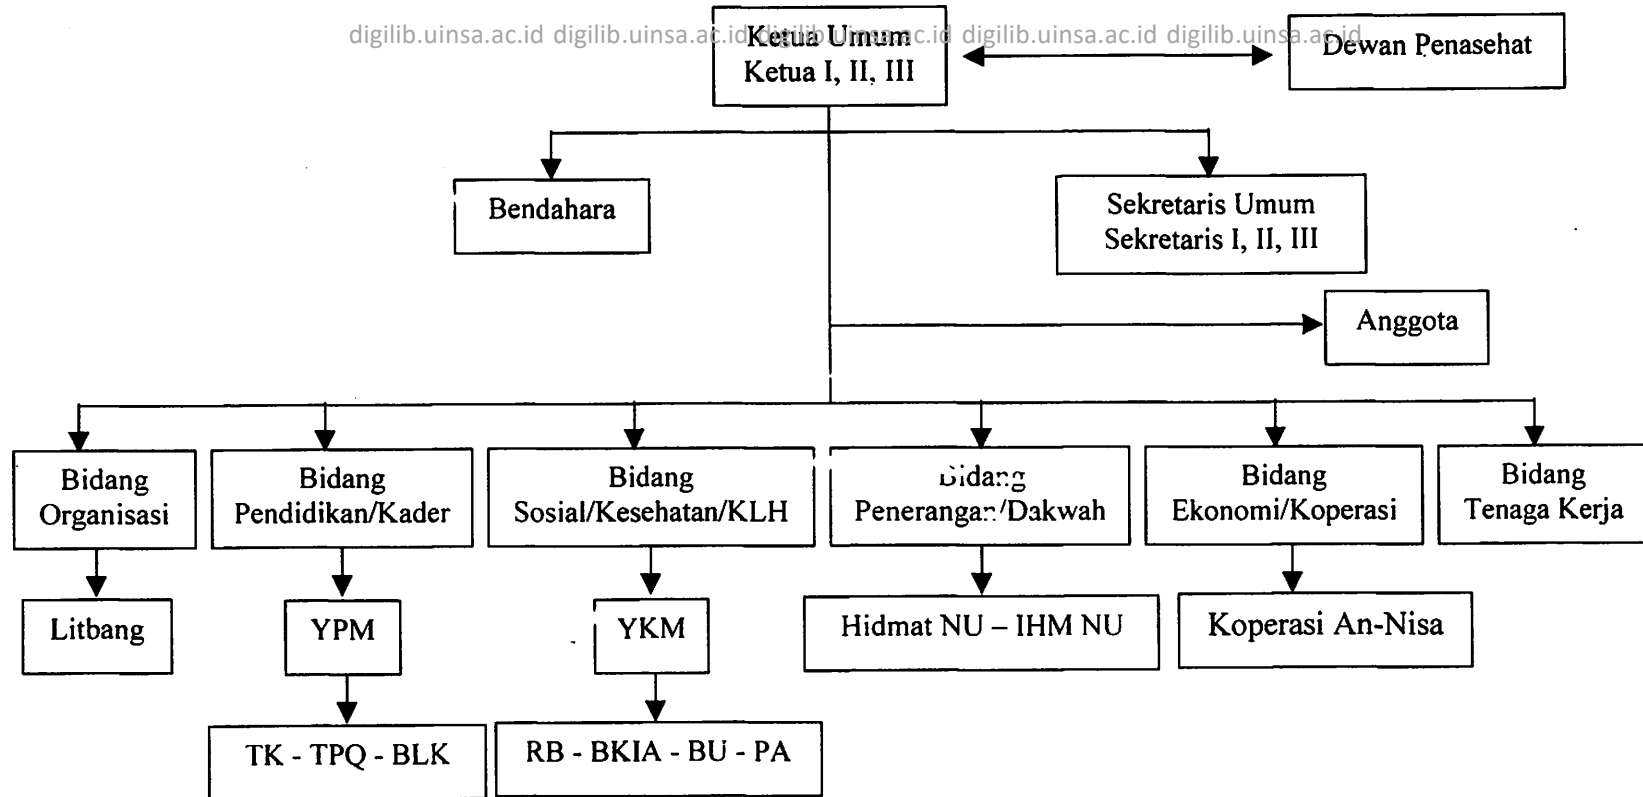 digilib.uinsa.ac.id digilib.uinsa.ac.id digilib.uinsa.ac.id digilib.uinsa.ac.id digilib.uinsa.ac.id
Ketua Umum
Ketua I, II, III
Dewan Penasehat
Bendahara
Sekretaris Umum
Sekretaris I, II, III
Anggota
Bidang
Organisasi
Bidang
Pendidikan/Kader
Bidang
Sosial/Kesehatan/KLH
Bidang
Penerangan/Dakwah
Bidang
Ekonomi/Koperasi
Bidang
Tenaga Kerja
Litbang
YPM
YKM
Hidmat NU – IHM NU
Koperasi An-Nisa
TK - TPQ - BLK
RB - BKIA - BU - PA